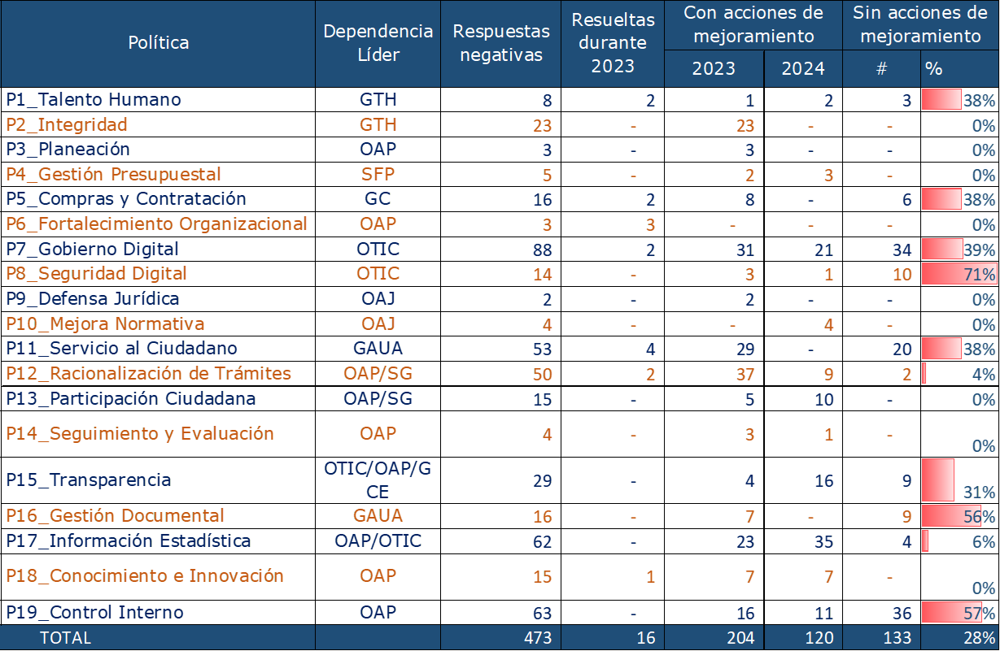 Política Dependencia Líder Respuestas negativas Resueltas durante 2023 Con acciones de mejoramiento Sin acciones de mejoramiento
2023 2024 # %
P1_Talento Humano GTH 8 2 1 2 3 38%
P2_Integridad GTH 23 - 23 - - 0%
P3_Planeación OAP 3 - 3 - - 0%
P4_Gestión Presupuestal SFP 5 - 2 3 - 0%
P5_Compras y Contratación GC 16 2 8 - 6 38%
P6_Fortalecimiento Organizacional OAP 3 3 - - - 0%
P7_Gobierno Digital OTIC 88 2 31 21 34 39%
P8_Seguridad Digital OTIC 14 - 3 1 10 71%
P9_Defensa Jurídica OAJ 2 - 2 - - 0%
P10_Mejora Normativa OAJ 4 - - 4 - 0%
P11_Servicio al Ciudadano GAUA 53 4 29 - 20 38%
P12_Racionalización de Trámites OAP/SG 50 2 37 9 2 4%
P13_Participación Ciudadana OAP/SG 15 - 5 10 - 0%
P14_Seguimiento y Evaluación OAP 4 - 3 1 - 0%
P15_Transparencia OTIC/OAP/GCE 29 - 4 16 9 31%
P16_Gestión Documental GAUA 16 - 7 - 9 56%
P17_Información Estadística OAP/OTIC 62 - 23 35 4 6%
P18_Conocimiento e Innovación OAP 15 1 7 7 - 0%
P19_Control Interno OAP 63 - 16 11 36 57%
TOTAL 473 16 204 120 133 28%